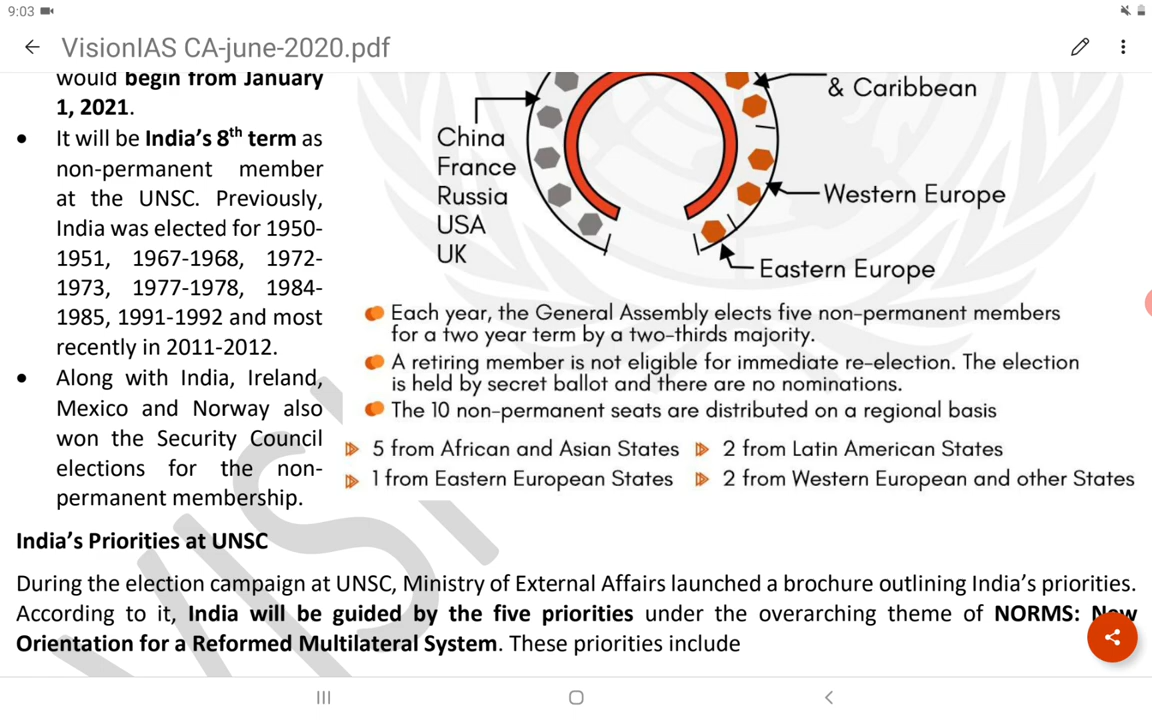 9:03
VisionIAS CA-june-2020.pdf
would begin from January
1, 2021.
• It will be India's 8th term as
non-permanent member
at the UNSC. Previously,
India was elected for 1950-
1951, 1967-1968, 1972-
1973, 1977-1978, 1984-
1985, 1991-1992 and most
recently in 2011-2012.
• Along with India, Ireland,
Mexico and Norway also
won the Security Council
elections for the non-
permanent membership.
China
France
Russia
USA
UK
& Caribbean
Western Europe
Eastern Europe
Each year, the General Assembly elects five non-permanent members
for a two year term by a two-thirds majority.
A retiring member is not eligible for immediate re-election. The election
is held by secret ballot and there are no nominations.
The 10 non-permanent seats are distributed on a regional basis
5 from African and Asian States
2 from Latin American States
1 from Eastern European States
2 from Western European and other States
India's Priorities at UNSC
During the election campaign at UNSC, Ministry of External Affairs launched a brochure outlining India's priorities.
According to it, India will be guided by the five priorities under the overarching theme of NORMS: New
Orientation for a Reformed Multilateral System. These priorities include
VISI